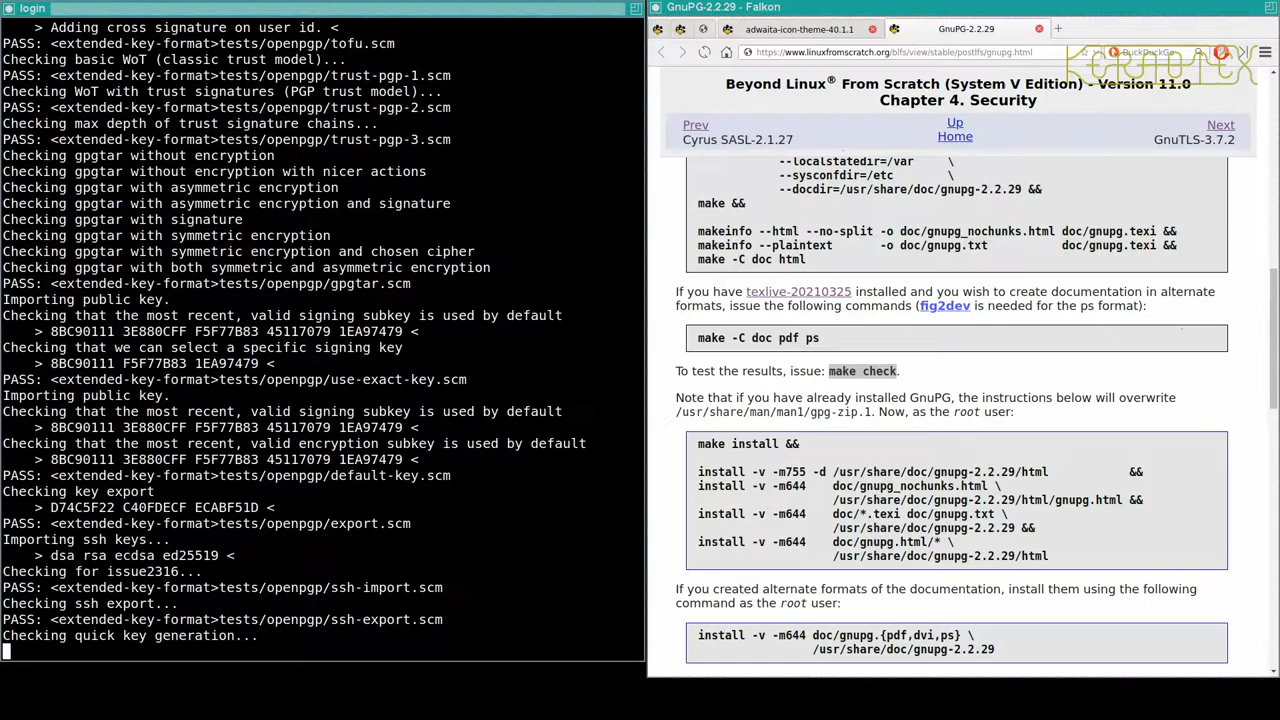 login
> Adding cross signature on user id. <
PASS: <extended-key-format>tests/openpgp/tofu.scm
Checking basic WoT (classic trust model)...
PASS: <extended-key-format>tests/openpgp/trust-pgp-1.scm
Checking WoT with trust signatures (PGP trust model)...
PASS: <extended-key-format>tests/openpgp/trust-pgp-2.scm
Checking max depth of trust signature chains...
PASS: <extended-key-format>tests/openpgp/trust-pgp-3.scm
Checking gpgtar without encryption
Checking gpgtar without encryption with nicer actions
Checking gpgtar with asymmetric encryption
Checking gpgtar with asymmetric encryption and signature
Checking gpgtar with signature
Checking gpgtar with symmetric encryption
Checking gpgtar with symmetric encryption and chosen cipher
Checking gpgtar with both symmetric and asymmetric encryption
PASS: <extended-key-format>tests/openpgp/gpgtar.scm
Importing public key.
Checking that the most recent, valid signing subkey is used by default
> 8BC90111 3E880CFF F5F77B83 45117079 1EA97479 <
Checking that we can select a specific signing key
> 8BC90111 F5F77B83 1EA97479 <
PASS: <extended-key-format>tests/openpgp/use-exact-key.scm
Importing public key.
Checking that the most recent, valid signing subkey is used by default
> 8BC90111 3E880CFF F5F77B83 45117079 1EA97479 <
Checking that the most recent, valid encryption subkey is used by default
> 8BC90111 3E880CFF F5F77B83 45117079 1EA97479 <
PASS: <extended-key-format>tests/openpgp/default-key.scm
Checking key export
> D74C5F22 C40FDECF ECABF51D <
PASS: <extended-key-format>tests/openpgp/export.scm
Importing ssh keys...
> dsa rsa ecdsa ed25519 <
Checking for issue2316...
PASS: <extended-key-format>tests/openpgp/ssh-import.scm
Checking ssh export...
PASS: <extended-key-format>tests/openpgp/ssh-export.scm
Checking quick key generation...
GnuPG-2.2.29 - Falkon
adwaita-icon-theme-40.1.1
GnuPG-2.2.29
https://www.linuxfromscratch.org/blfs/view/stable/postlfs/gnupg.html
DuckDuckGo
KERNOTEX
Beyond Linux® From Scratch (System V Edition) - Version 11.0
Chapter 4. Security
Prev Up Next
Cyrus SASL-2.1.27 Home GnuTLS-3.7.2
--localstatedir=/var \
--sysconfdir=/etc \
--docdir=/usr/share/doc/gnupg-2.2.29 &&
make &&
makeinfo --html --no-split -o doc/gnupg_nochunks.html doc/gnupg.texi &&
makeinfo --plaintext -o doc/gnupg.txt doc/gnupg.texi &&
make -C doc html
If you have texlive-20210325 installed and you wish to create documentation in alternate
formats, issue the following commands (fig2dev is needed for the ps format):
make -C doc pdf ps
To test the results, issue: make check.
Note that if you have already installed GnuPG, the instructions below will overwrite
/usr/share/man/man1/gpg-zip.1. Now, as the root user:
make install &&
install -v -m755 -d /usr/share/doc/gnupg-2.2.29/html &&
install -v -m644 doc/gnupg_nochunks.html \
/usr/share/doc/gnupg-2.2.29/html/gnupg.html &&
install -v -m644 doc/*.texi doc/gnupg.txt \
/usr/share/doc/gnupg-2.2.29 &&
install -v -m644 doc/gnupg.html/* \
/usr/share/doc/gnupg-2.2.29/html
If you created alternate formats of the documentation, install them using the following
command as the root user:
install -v -m644 doc/gnupg.{pdf,dvi,ps} \
/usr/share/doc/gnupg-2.2.29